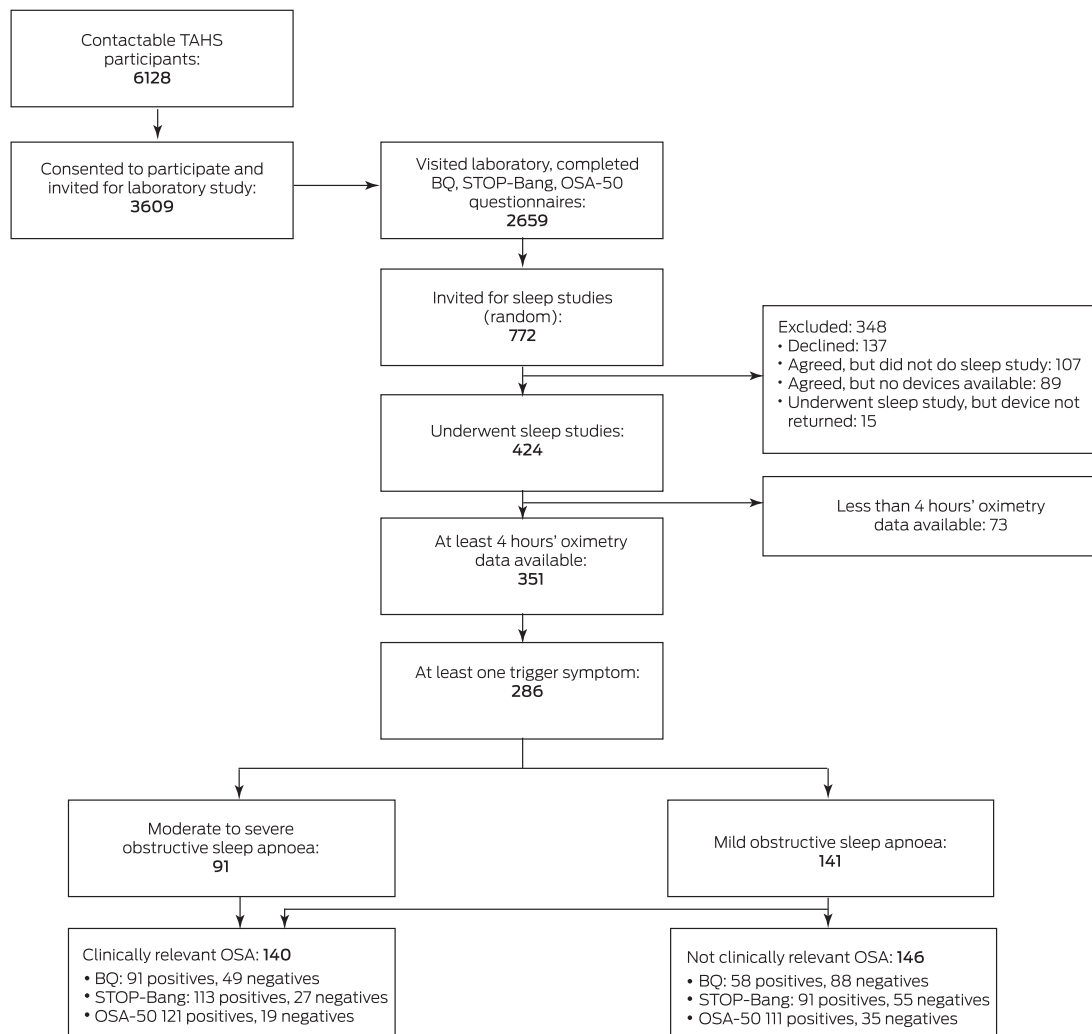 Contactable TAHS
participants:
6128
Consented to participate and
invited for laboratory study:
3609
Visited laboratory, completed
BQ, STOP-Bang, OSA-50
questionnaires:
2659
Invited for sleep studies
(random):
772
Excluded: 348
• Declined: 137
• Agreed, but did not do sleep study: 107
• Agreed, but no devices available: 89
• Underwent sleep study, but device not
returned: 15
Underwent sleep studies:
424
Less than 4 hours’ oximetry
data available: 73
At least 4 hours’ oximetry
data available:
351
At least one trigger symptom:
286
Moderate to severe
obstructive sleep apnoea:
91
Mild obstructive sleep apnoea:
141
Clinically relevant OSA: 140
• BQ: 91 positives, 49 negatives
• STOP-Bang: 113 positives, 27 negatives
• OSA-50 121 positives, 19 negatives
Not clinically relevant OSA: 146
• BQ: 58 positives, 88 negatives
• STOP-Bang: 91 positives, 55 negatives
• OSA-50 111 positives, 35 negatives